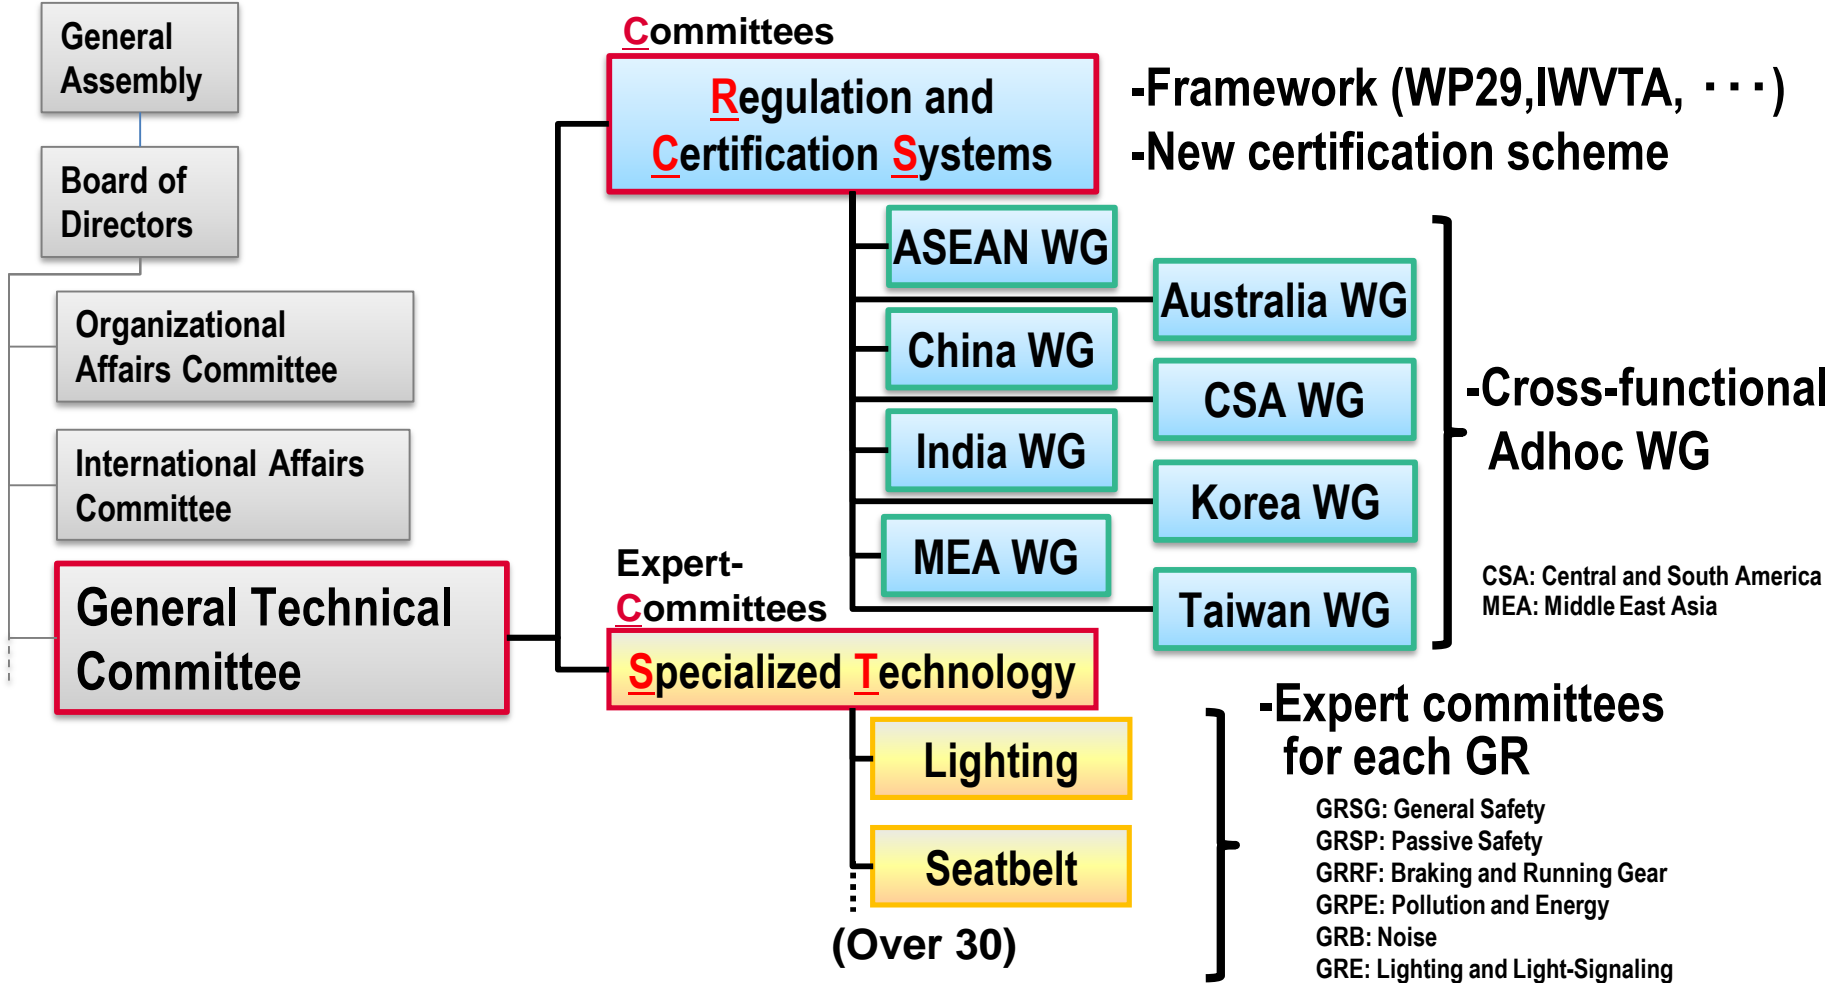 General
Assembly
Board of
Directors
Organizational
Affairs Committee
International Affairs
Committee
General Technical
Committee
Committees
Regulation and
Certification Systems
-Framework (WP29,IWVTA, ･･･)
-New certification scheme
ASEAN WG
Australia WG
China WG
CSA WG
India WG
Korea WG
MEA WG
Taiwan WG
-Cross-functional
Adhoc WG
CSA: Central and South America
MEA: Middle East Asia
Expert-
Committees
Specialized Technology
Lighting
Seatbelt
(Over 30)
-Expert committees
for each GR
GRSG: General Safety
GRSP: Passive Safety
GRRF: Braking and Running Gear
GRPE: Pollution and Energy
GRB: Noise
GRE: Lighting and Light-Signaling